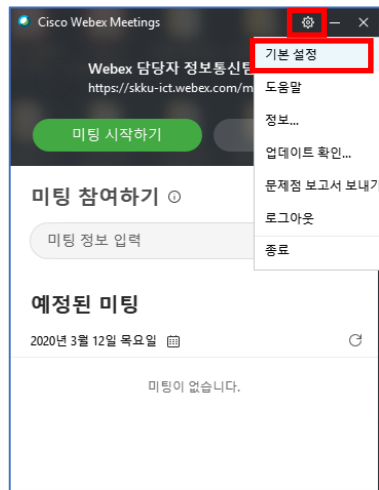 Cisco Webex Meetings
Webex 담당자 정보통신팀
https://skku-ict.webex.com/m
미팅 시작하기
기본 설정
도움말
정보...
업데이트 확인...
문제점 보고서 보내기
로그아웃
종료
미팅 참여하기
미팅 정보 입력
예정된 미팅
2020년 3월 12일 목요일
미팅이 없습니다.